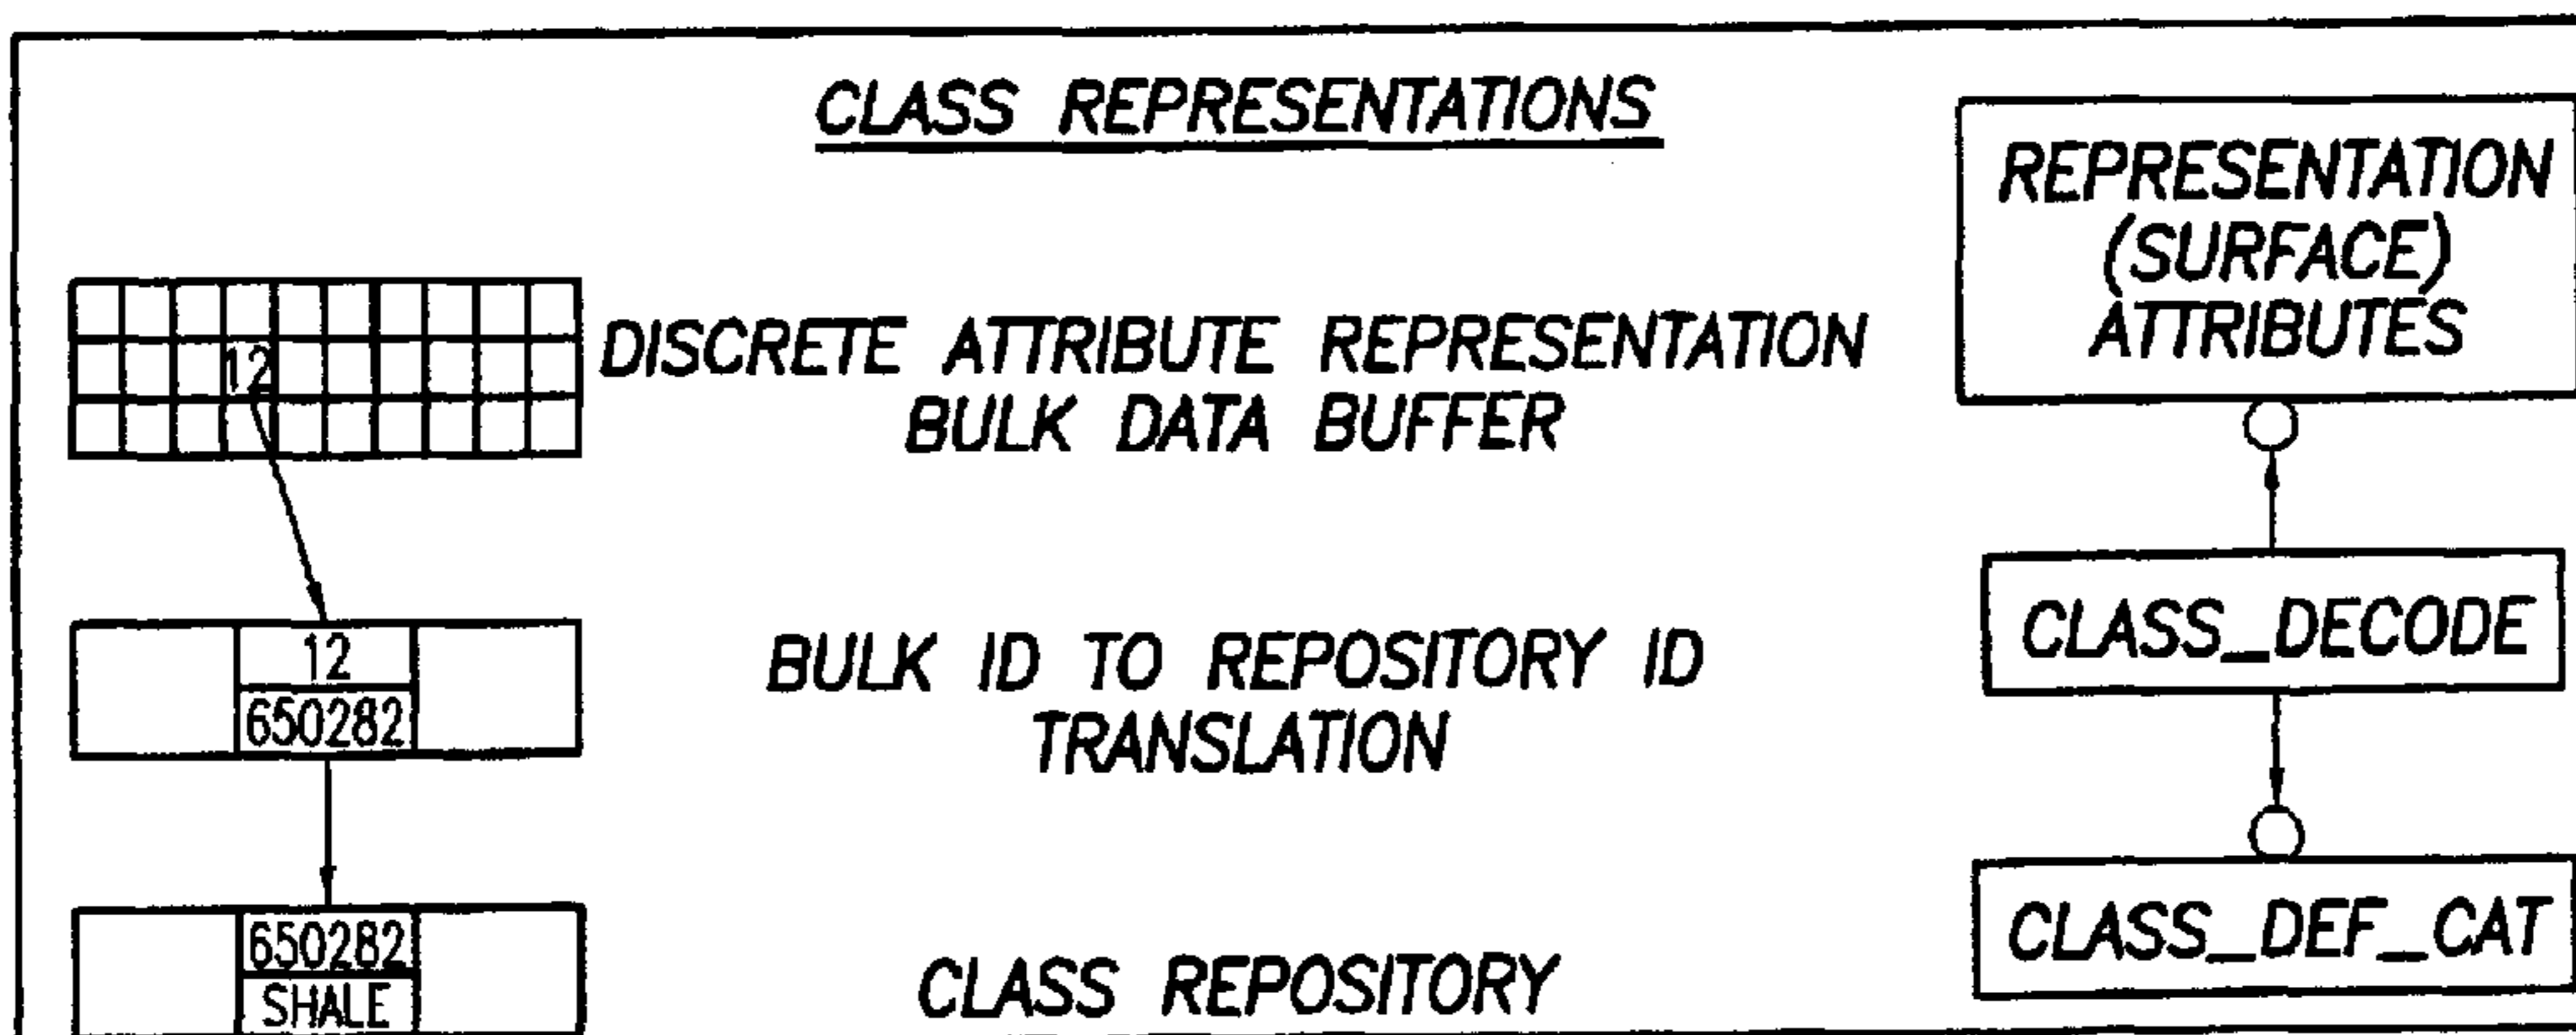 CLASS REPRESENTATIONS
12
DISCRETE ATTRIBUTE REPRESENTATION
BULK DATA BUFFER
12
650282
BULK ID TO REPOSITORY ID
TRANSLATION
650282
SHALE
CLASS REPOSITORY
REPRESENTATION
(SURFACE)
ATTRIBUTES
CLASS_DECODE
CLASS_DEF_CAT